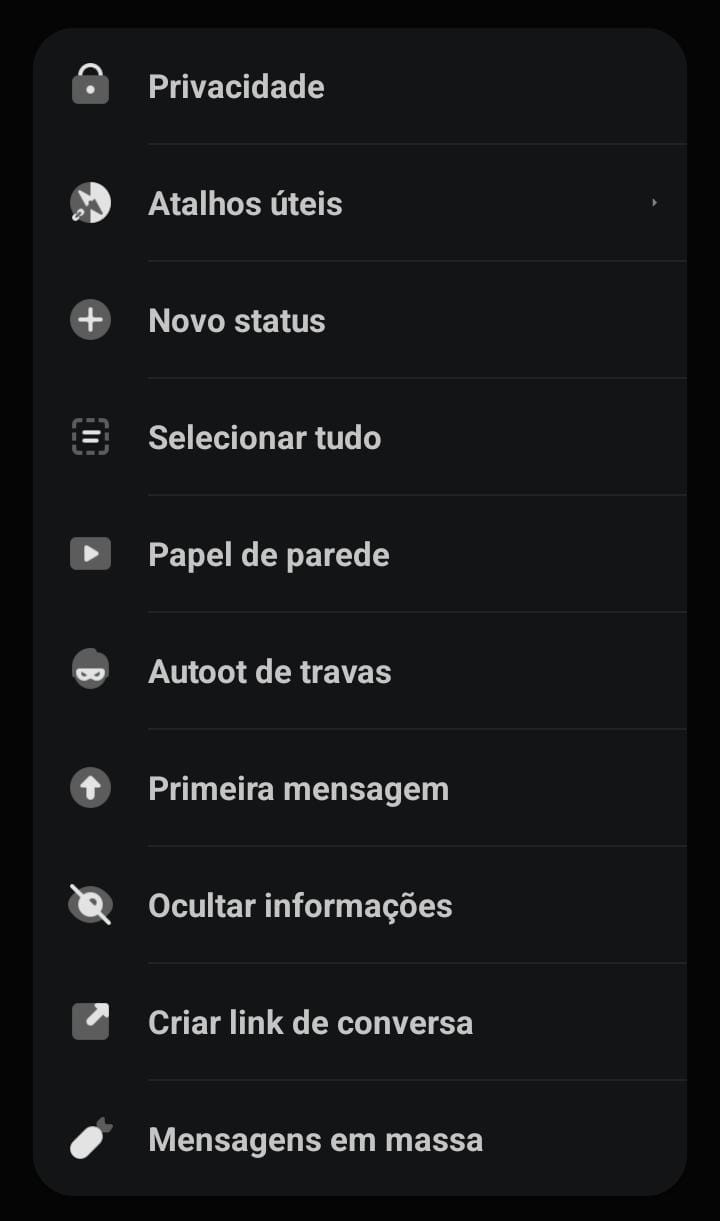 Privacidade
Atalhos úteis
Novo status
Selecionar tudo
Papel de parede
Autoot de travas
Primeira mensagem
Ocultar informações
Criar link de conversa
Mensagens em massa